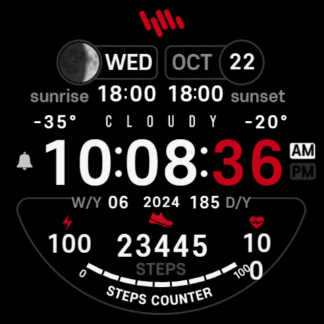 WED OCT 22
sunrise 18:00 18:00 sunset
-35° CLOUDY -20°
10:08:36 AM PM
W/Y 06 2024 185 D/Y
100 23445 10
STEPS
0 100 0
STEPS COUNTER